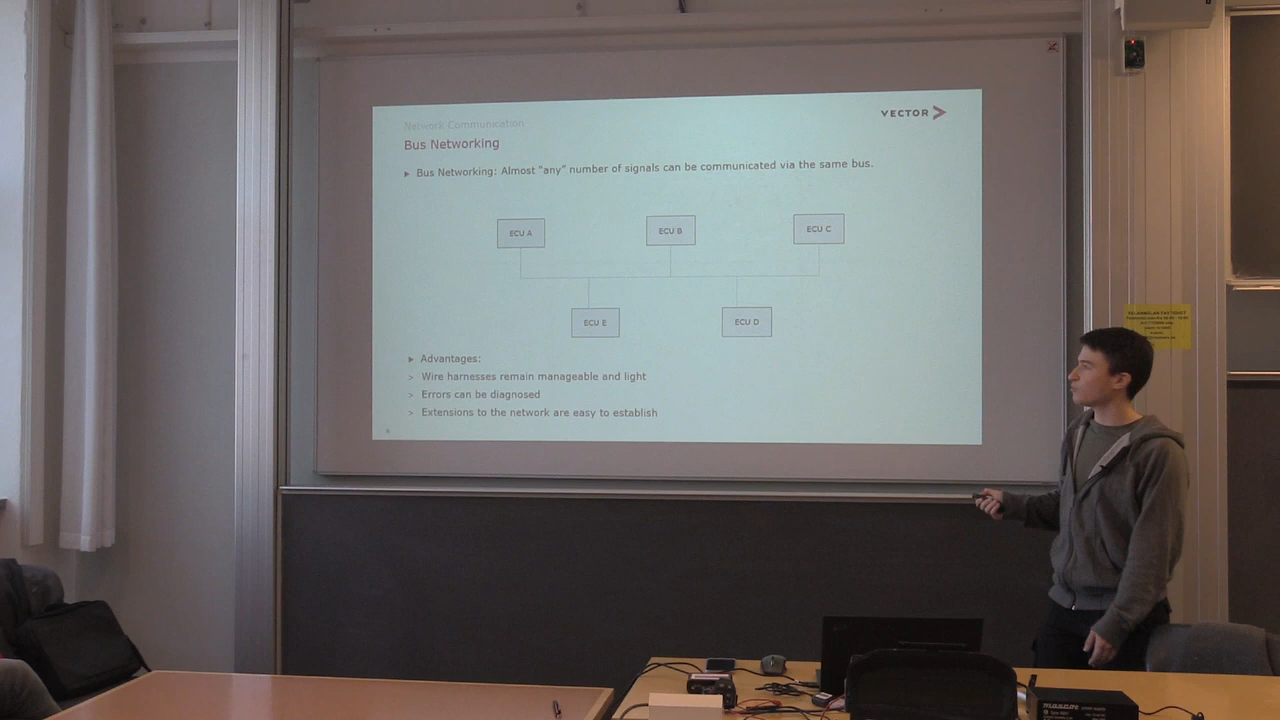 Network Communication
VECTOR
Bus Networking
Bus Networking: Almost "any" number of signals can be communicated via the same bus.
ECU A
ECU B
ECU C
ECU E
ECU D
Advantages:
> Wire harnesses remain manageable and light
> Errors can be diagnosed
> Extensions to the network are easy to establish